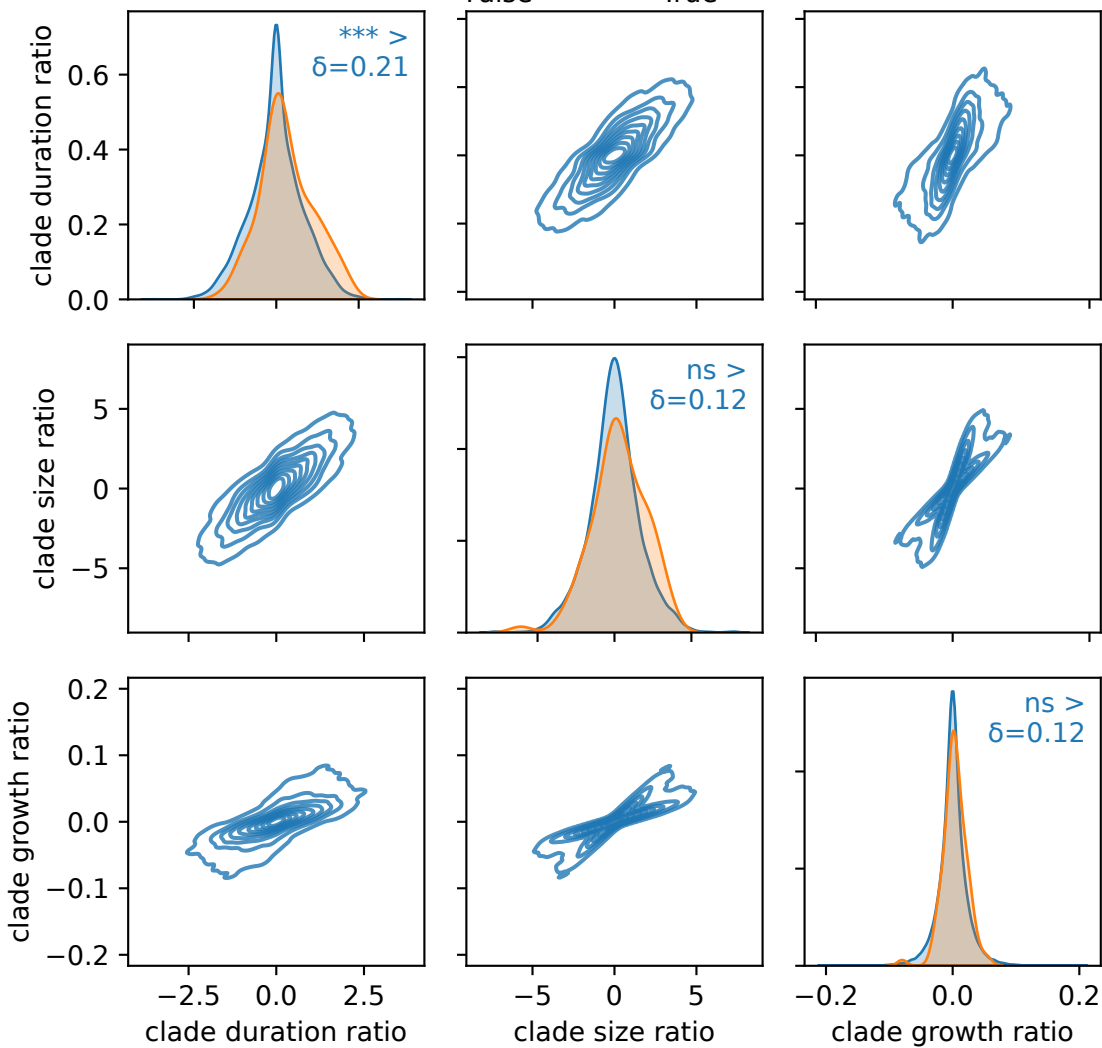 clade duration ratio
0.6
0.4
0.2
0.0
*** >
δ=0.21
clade size ratio
5
0
−5
ns >
δ=0.12
clade growth ratio
0.2
0.1
0.0
−0.1
−0.2
ns >
δ=0.12
−2.5 0.0 2.5
−5 0 5
−0.2 0.0 0.2
clade duration ratio
clade size ratio
clade growth ratio